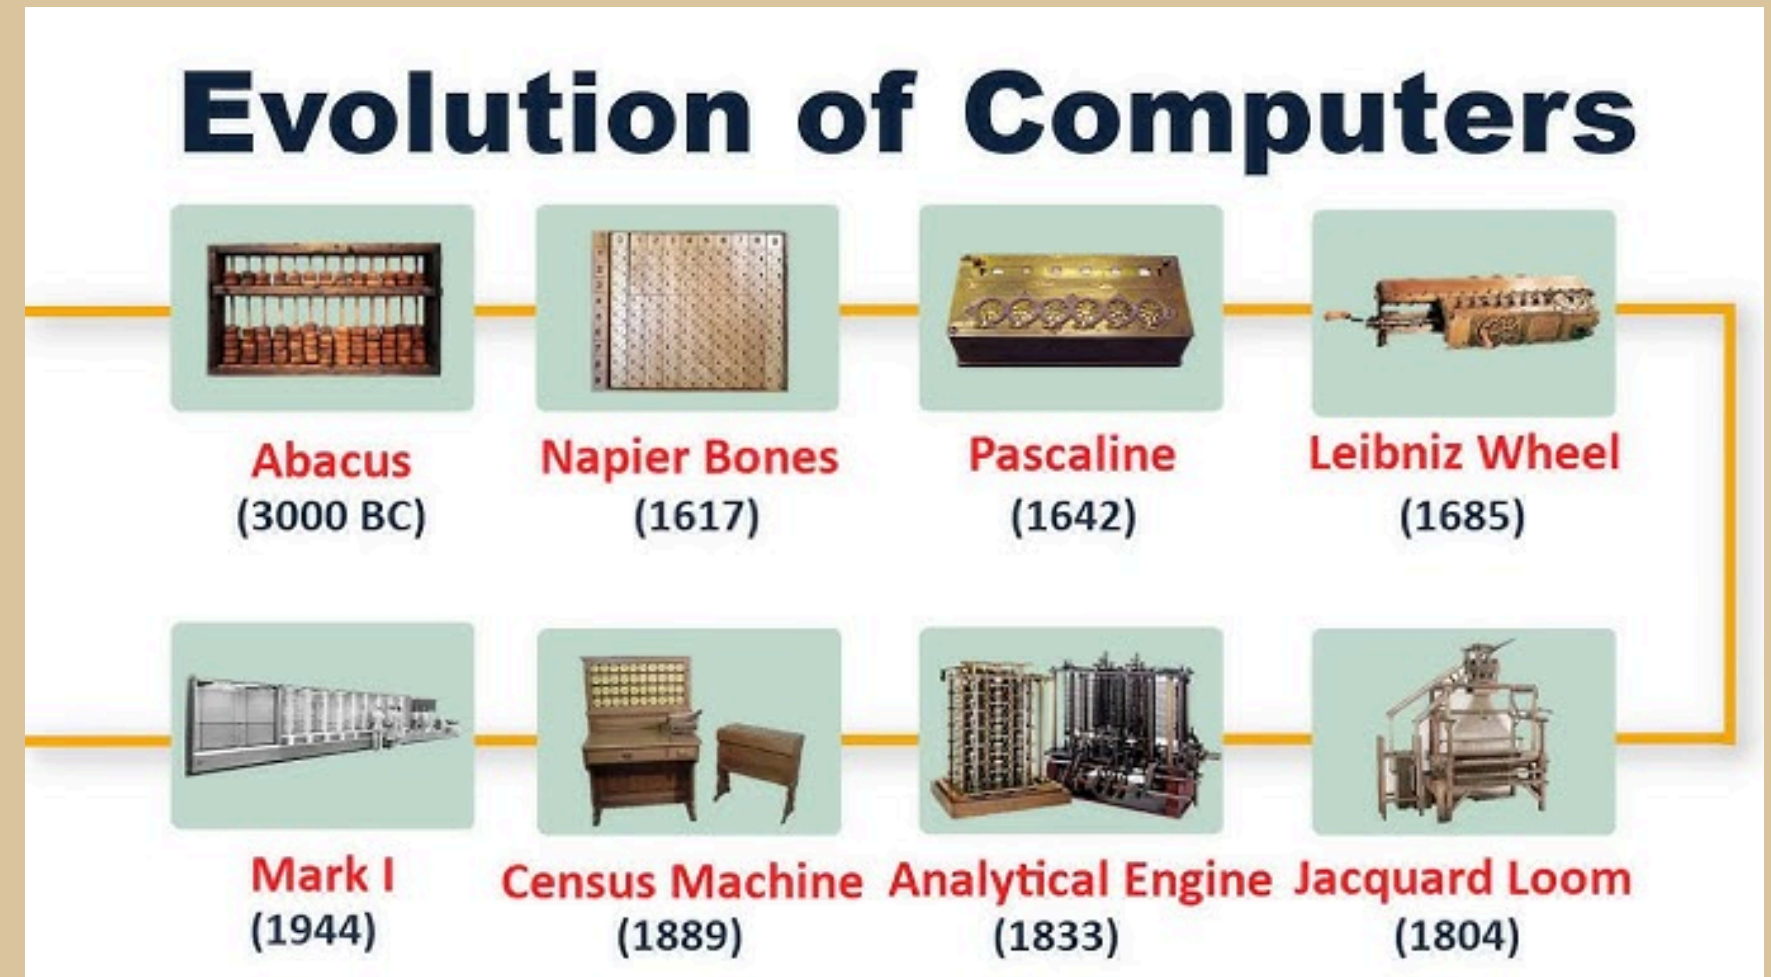 Evolution of Computers
Abacus
(3000 BC)
Napier Bones
(1617)
Pascaline
(1642)
Leibniz Wheel
(1685)
Mark I
(1944)
Census Machine
(1889)
Analytical Engine
(1833)
Jacquard Loom
(1804)